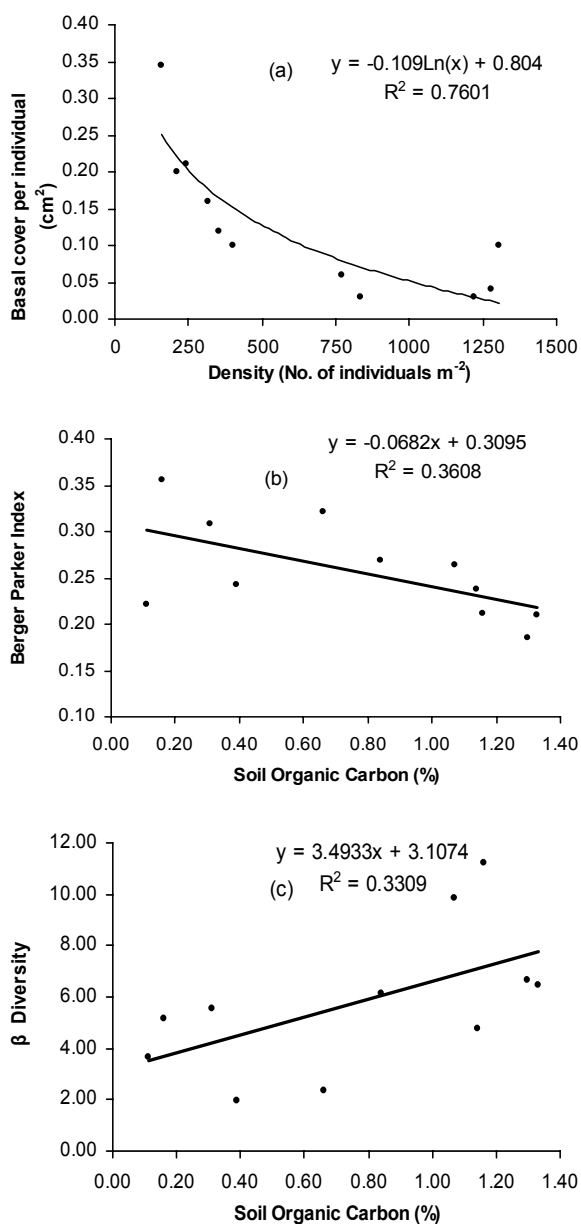 (a)
y = -0.109Ln(x) + 0.804
R² = 0.7601
0.40
0.35
0.30
0.25
0.20
0.15
0.10
0.05
0.00
Basal cover per individual
(cm²)
0 250 500 750 1000 1250 1500
Density (No. of individuals m⁻²)
y = -0.0682x + 0.3095
R² = 0.3608
(b)
0.40
0.35
0.30
0.25
0.20
0.15
0.10
Berger Parker Index
0.00 0.20 0.40 0.60 0.80 1.00 1.20 1.40
Soil Organic Carbon (%)
y = 3.4933x + 3.1074
R² = 0.3309
(c)
12.00
10.00
8.00
6.00
4.00
2.00
0.00
β Diversity
0.00 0.20 0.40 0.60 0.80 1.00 1.20 1.40
Soil Organic Carbon (%)